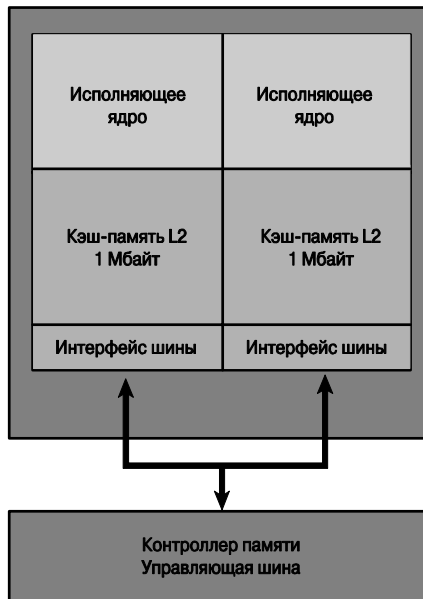 Исполняющее
ядро
Исполняющее
ядро
Кэш-память L2
1 Мбайт
Кэш-память L2
1 Мбайт
Интерфейс шины
Интерфейс шины
Контроллер памяти
Управляющая шина